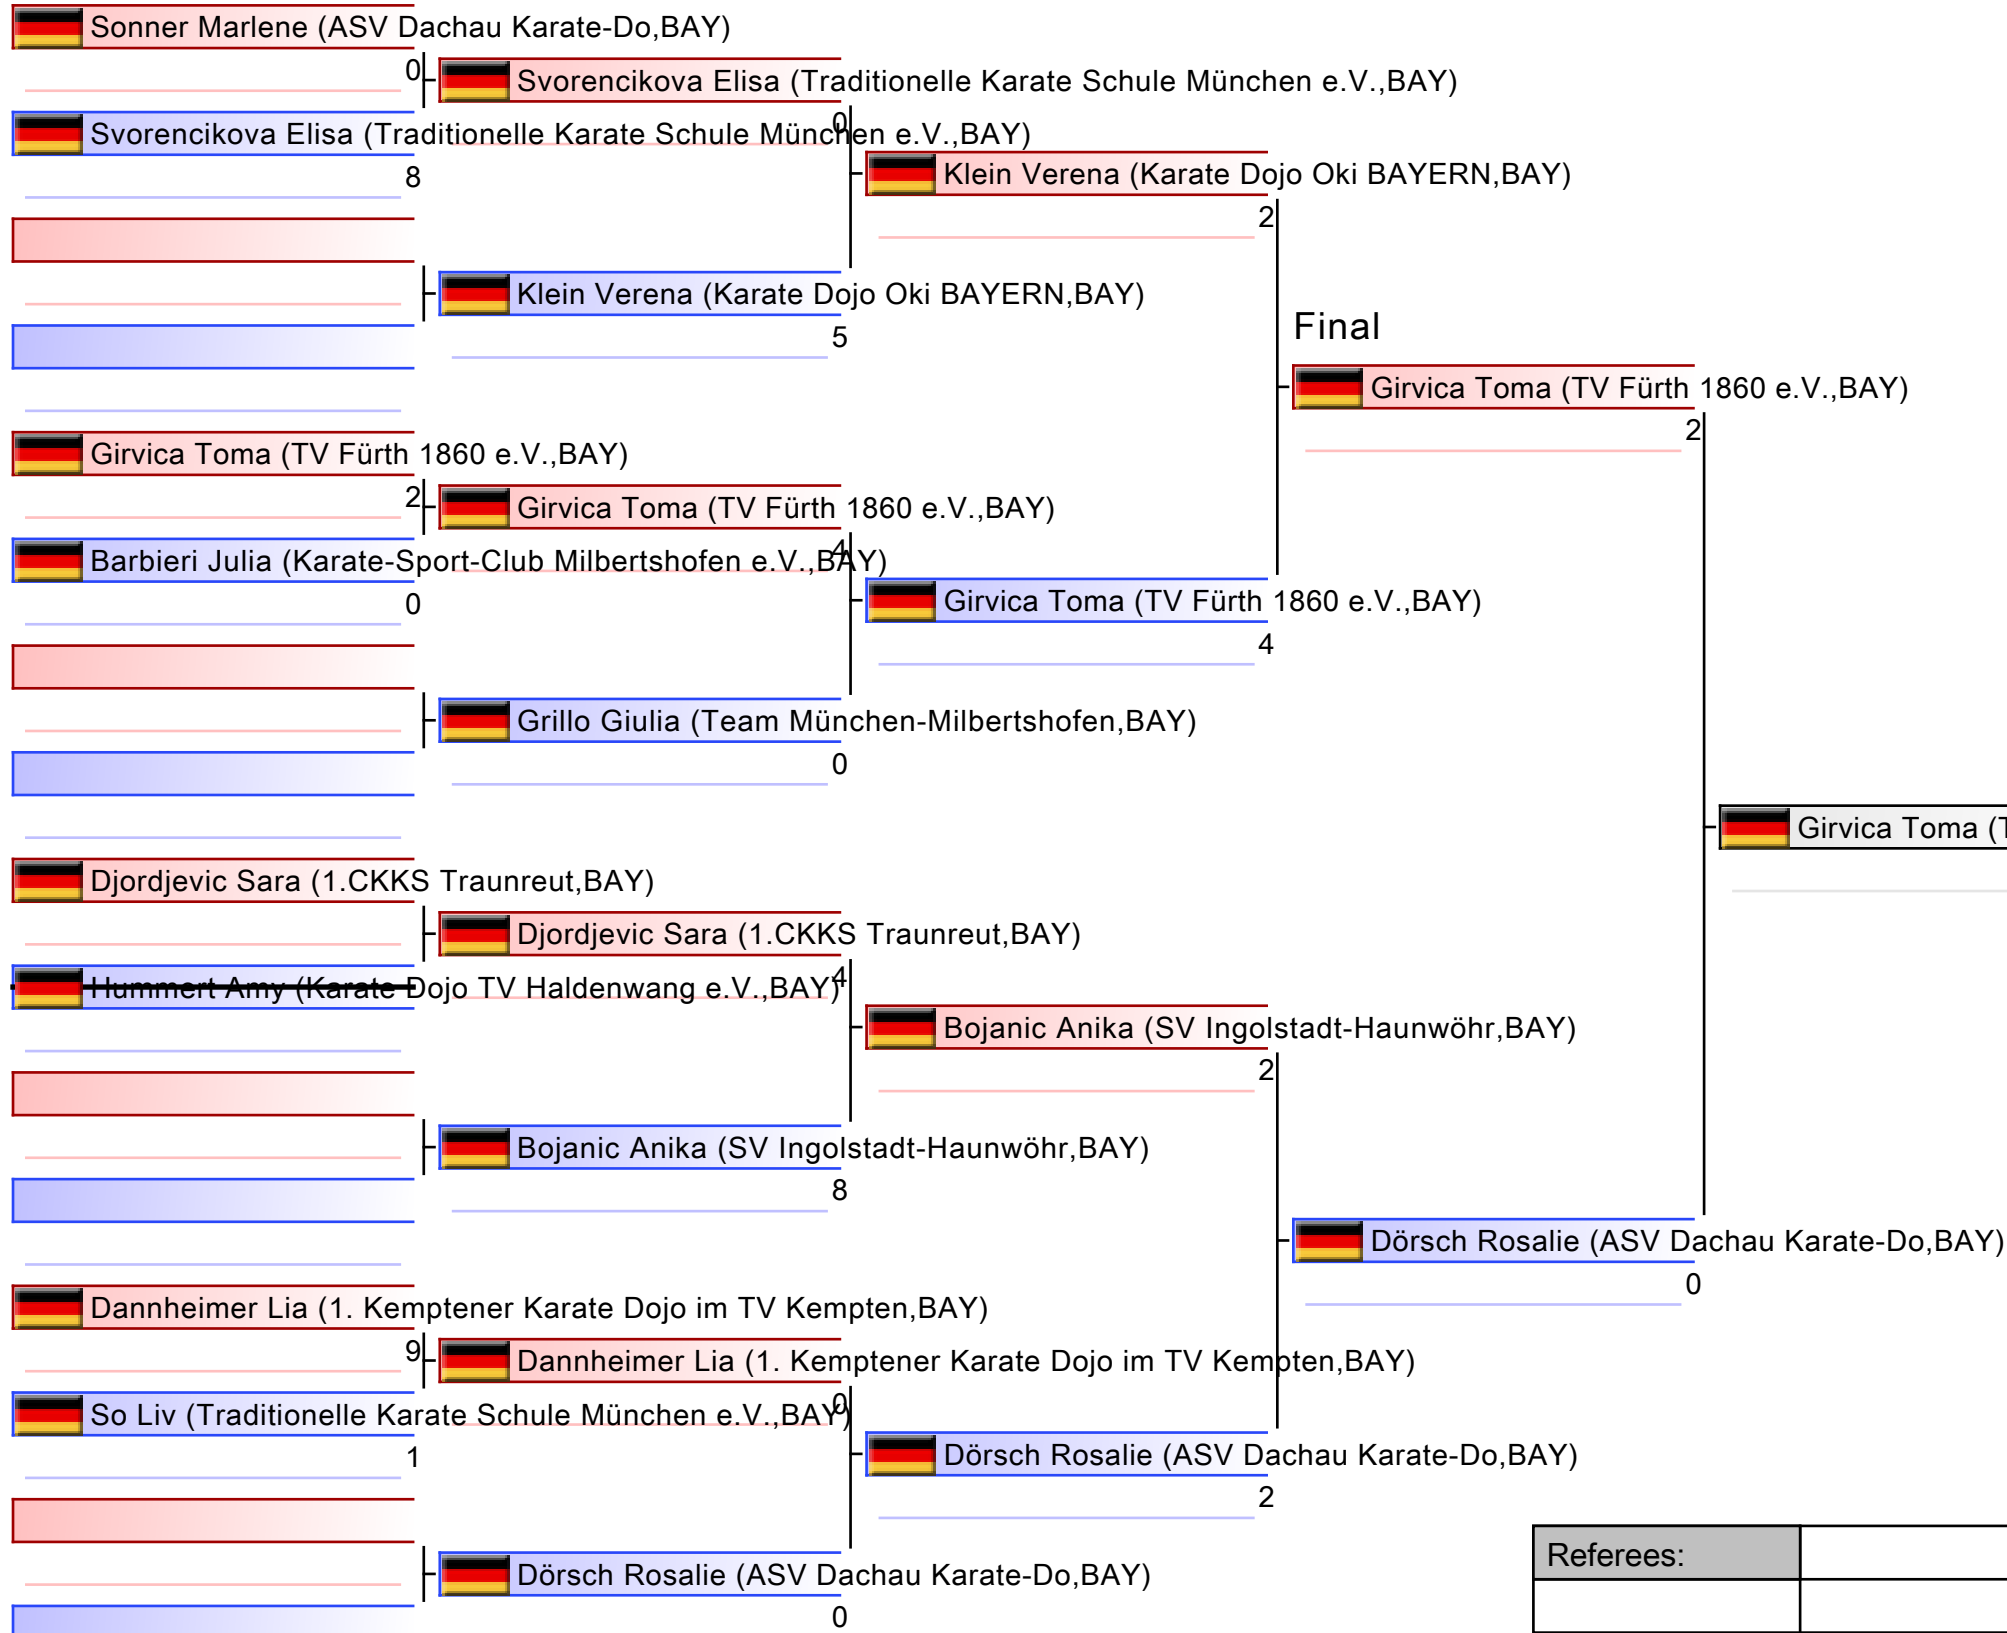 Sonner Marlene (ASV Dachau Karate-Do,BAY)
0
Svorencikova Elisa (Traditionelle Karate Schule München e.V.,BAY)
0
Svorencikova Elisa (Traditionelle Karate Schule München e.V.,BAY)
8
Klein Verena (Karate Dojo Oki BAYERN,BAY)
2
Klein Verena (Karate Dojo Oki BAYERN,BAY)
5
Final
Girvica Toma (TV Fürth 1860 e.V.,BAY)
2
Girvica Toma (TV Fürth 1860 e.V.,BAY)
2
Girvica Toma (TV Fürth 1860 e.V.,BAY)
4
Barbieri Julia (Karate-Sport-Club Milbertshofen e.V.,BAY)
0
Girvica Toma (TV Fürth 1860 e.V.,BAY)
4
Grillo Giulia (Team München-Milbertshofen,BAY)
0
Girvica Toma (T
Djordjevic Sara (1.CKKS Traunreut,BAY)
Djordjevic Sara (1.CKKS Traunreut,BAY)
4
Hummert Amy (Karate Dojo TV Haldenwang e.V.,BAY)
Bojanic Anika (SV Ingolstadt-Haunwöhr,BAY)
2
Bojanic Anika (SV Ingolstadt-Haunwöhr,BAY)
8
Dörsch Rosalie (ASV Dachau Karate-Do,BAY)
0
Dannheimer Lia (1. Kemptener Karate Dojo im TV Kempten,BAY)
9
Dannheimer Lia (1. Kemptener Karate Dojo im TV Kempten,BAY)
0
So Liv (Traditionelle Karate Schule München e.V.,BAY)
1
Dörsch Rosalie (ASV Dachau Karate-Do,BAY)
2
Dörsch Rosalie (ASV Dachau Karate-Do,BAY)
0
Referees: